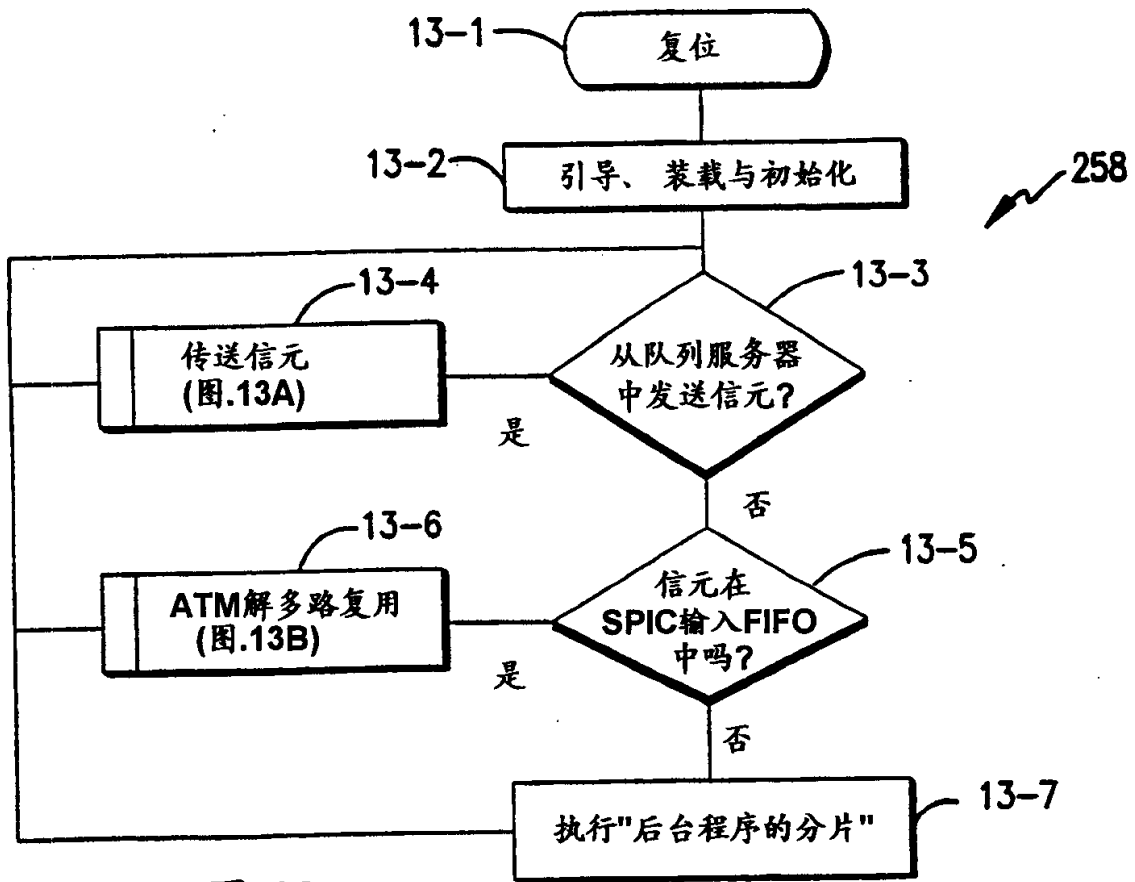 13-1
复位
13-2
引导、装载与初始化
258
13-3
从队列服务器
中发送信元?
13-4
传送信元
(图.13A)
是
否
13-5
信元在
SPIC输入FIFO
中吗?
13-6
ATM解多路复用
(图.13B)
是
否
13-7
执行"后台程序的分片"